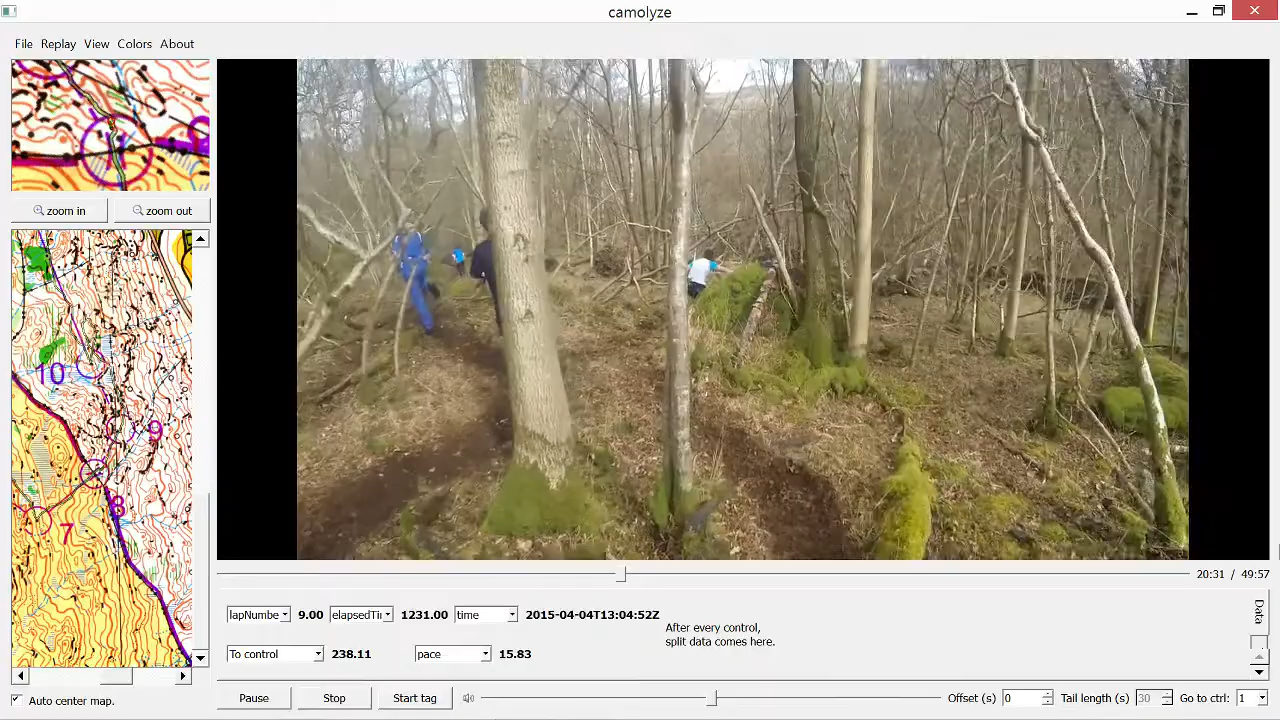 camolyze
File Replay View Colors About
zoom in zoom out
10
9
8
7
20:31 / 49:57
lapNumbe 9.00 elapsedTi 1231.00 time 2015-04-04T13:04:52Z
After every control,
split data comes here.
Data
To control 238.11 pace 15.83
Auto center map.
Pause Stop Start tag Offset (s) 0 Tail length (s) 30 Go to ctrl: 1